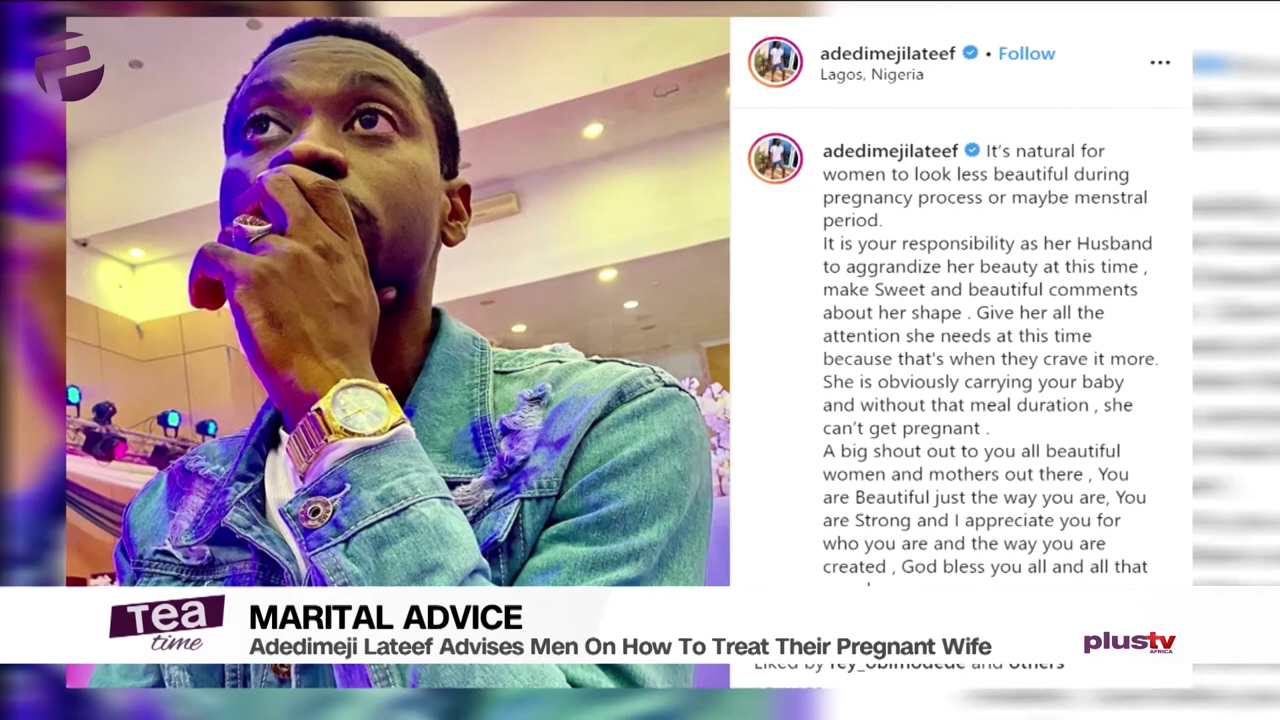 adedimejilateef • Follow
Lagos, Nigeria
adedimejilateef It's natural for
women to look less beautiful during
pregnancy process or maybe menstral
period.
It is your responsibility as her Husband
to aggrandize her beauty at this time ,
make Sweet and beautiful comments
about her shape . Give her all the
attention she needs at this time
because that's when they crave it more.
She is obviously carrying your baby
and without that meal duration , she
can't get pregnant .
A big shout out to you all beautiful
women and mothers out there , You
are Beautiful just the way you are, You
are Strong and I appreciate you for
who you are and the way you are
created , God bless you all and all that
Tea
time
MARITAL ADVICE
Adedimeji Lateef Advises Men On How To Treat Their Pregnant Wife
plustv
AFRICA
Liked by and others